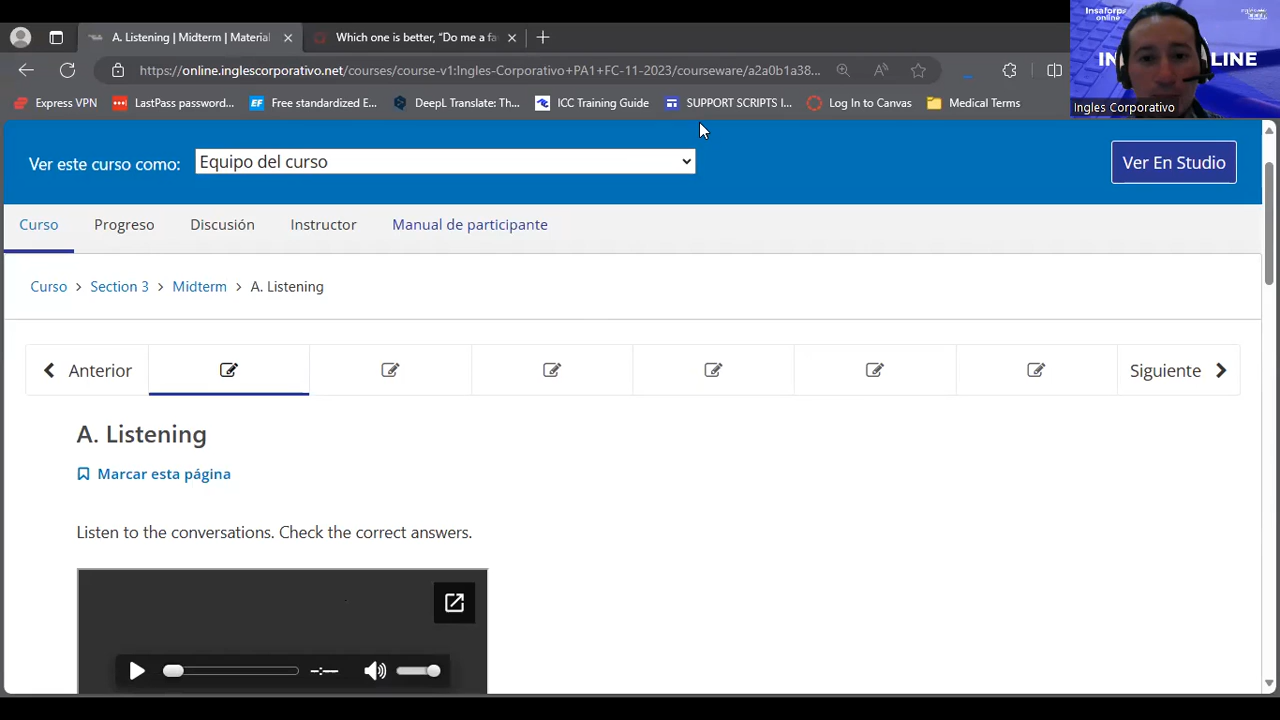 A. Listening | Midterm | Material
Which one is better, “Do me a fa
https://online.inglescorporativo.net/courses/course-v1:Ingles-Corporativo+PA1+FC-11-2023/courseware/a2a0b1a38...
Express VPN
LastPass password...
Free standardized E...
DeepL Translate: Th...
ICC Training Guide
SUPPORT SCRIPTS I...
Log In to Canvas
Medical Terms
Insaforp online
LINE
Ingles Corporativo
Ver este curso como:
Equipo del curso
Ver En Studio
Curso
Progreso
Discusión
Instructor
Manual de participante
Curso > Section 3 > Midterm > A. Listening
Anterior
Siguiente
A. Listening
Marcar esta página
Listen to the conversations. Check the correct answers.